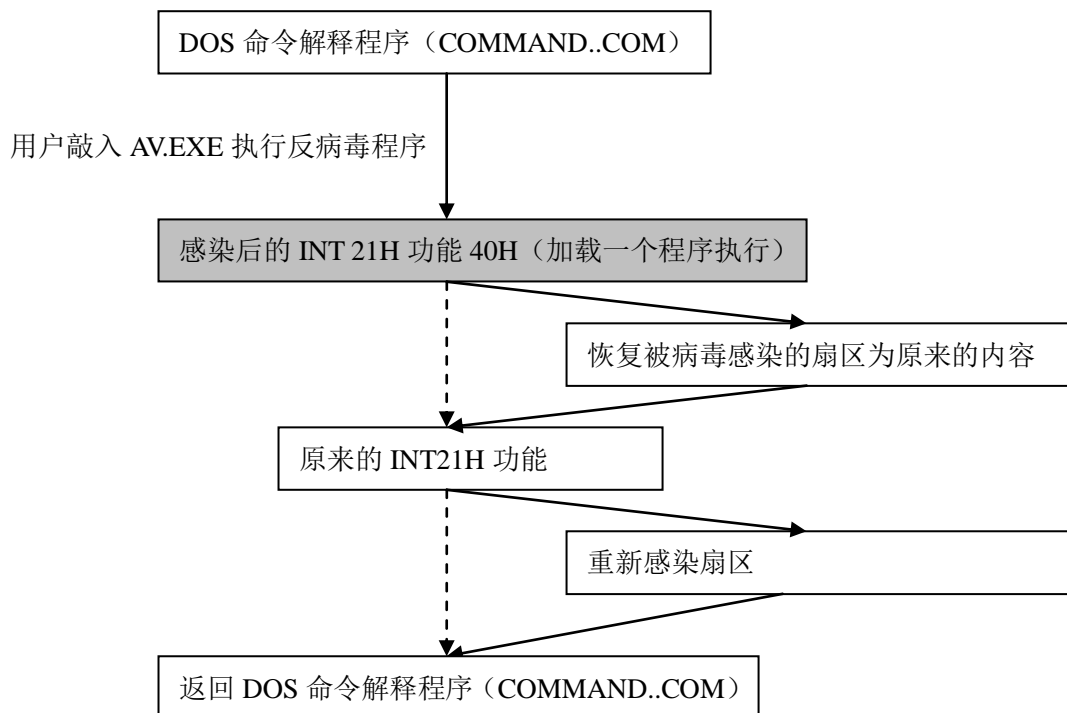 DOS 命令解释程序（COMMAND..COM）
用户敲入 AV.EXE 执行反病毒程序
感染后的 INT 21H 功能 40H（加载一个程序执行）
恢复被病毒感染的扇区为原来的内容
原来的 INT21H 功能
重新感染扇区
返回 DOS 命令解释程序（COMMAND..COM）